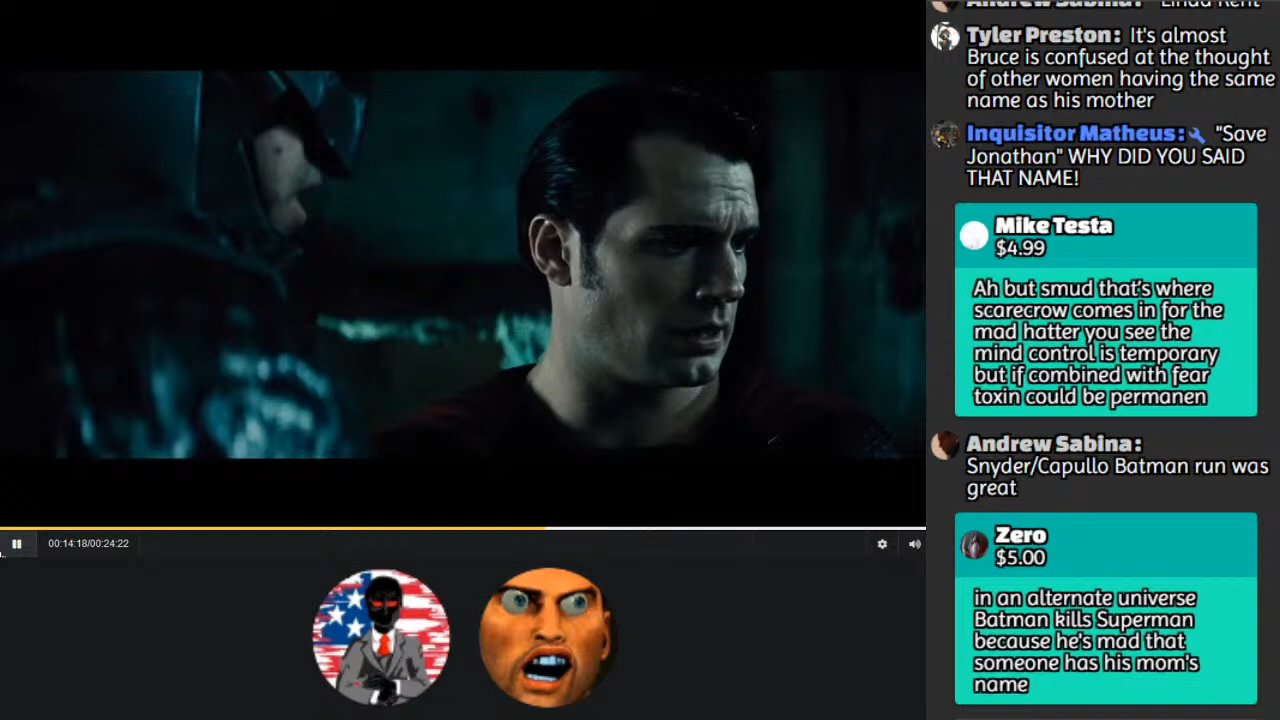 Andrew Sabina: "Linda Kent"
Tyler Preston: It's almost
Bruce is confused at the thought
of other women having the same
name as his mother
Inquisitor Matheus: "Save
Jonathan" WHY DID YOU SAID
THAT NAME!
Mike Testa
$4.99
Ah but smud that's where
scarecrow comes in for the
mad hatter you see the
mind control is temporary
but if combined with fear
toxin could be permanen
Andrew Sabina:
Snyder/Capullo Batman run was
great
Zero
$5.00
in an alternate universe
Batman kills Superman
because he's mad that
someone has his mom's
name
00:14:18/00:24:22